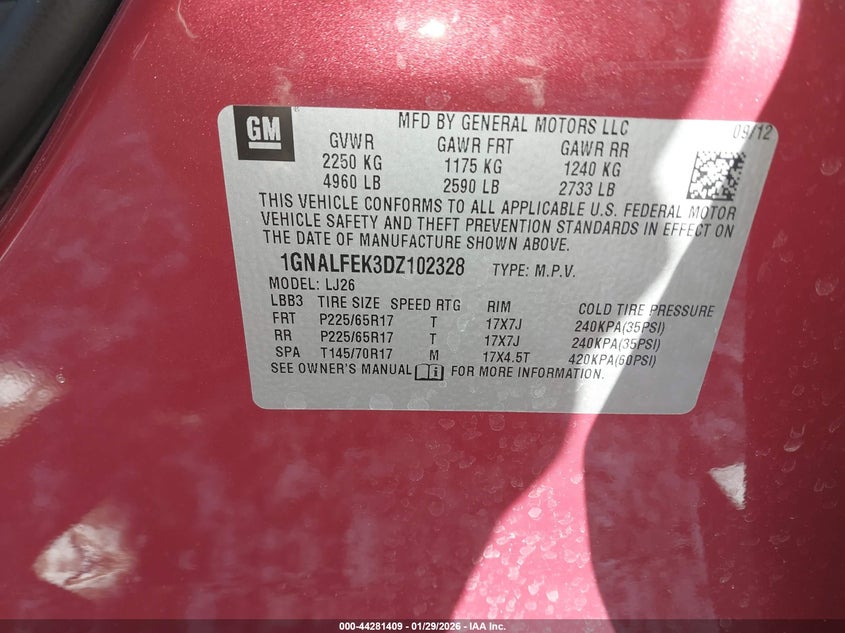 GM
MFD BY GENERAL MOTORS LLC 09/12
GVWR GAWR FRT GAWR RR
2250 KG 1175 KG 1240 KG
4960 LB 2590 LB 2733 LB
THIS VEHICLE CONFORMS TO ALL APPLICABLE U.S. FEDERAL MOTOR
VEHICLE SAFETY AND THEFT PREVENTION STANDARDS IN EFFECT ON
THE DATE OF MANUFACTURE SHOWN ABOVE.
1GNALFEK3DZ102328 TYPE: M.P.V.
MODEL: LJ26
LBB3 TIRE SIZE SPEED RTG RIM COLD TIRE PRESSURE
FRT P225/65R17 T 17X7J 240KPA(35PSI)
RR P225/65R17 T 17X7J 240KPA(35PSI)
SPA T145/70R17 M 17X4.5T 420KPA(60PSI)
SEE OWNER'S MANUAL FOR MORE INFORMATION.
000-44281409 | 01/29/2026 | IAA Inc.